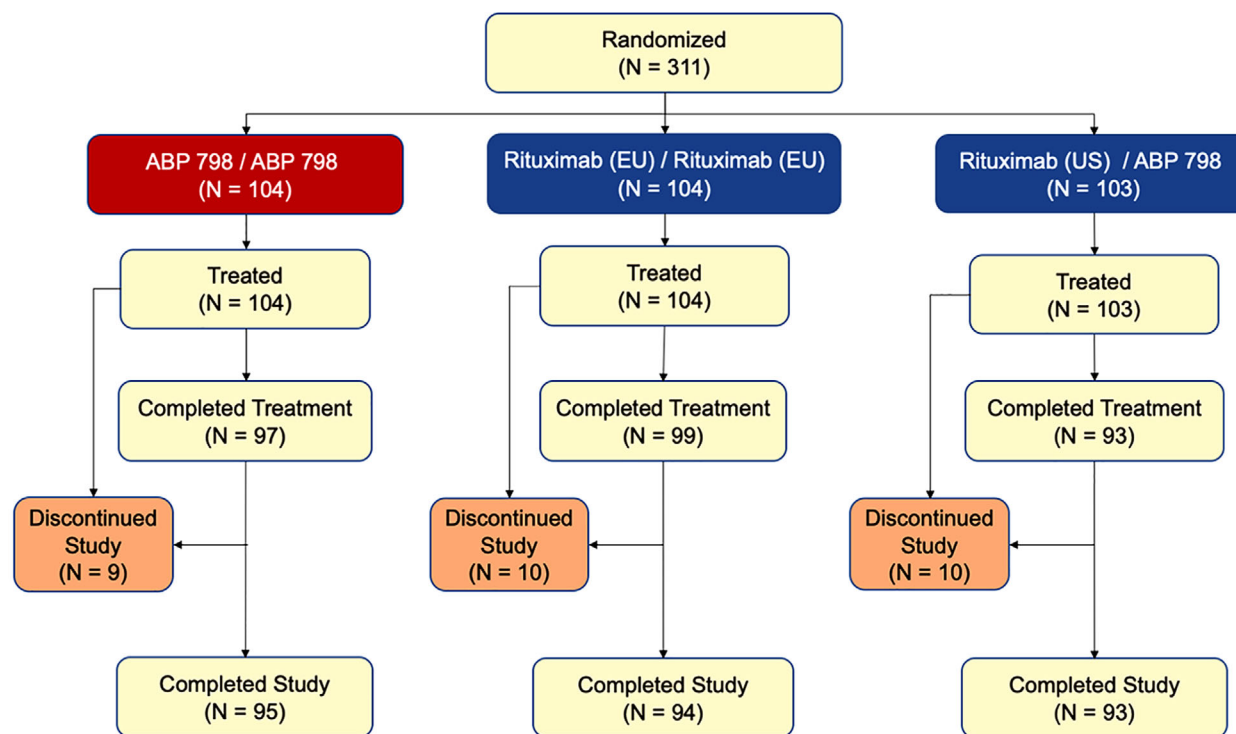 Randomized
(N = 311)
ABP 798 / ABP 798
(N = 104)
Rituximab (EU) / Rituximab (EU)
(N = 104)
Rituximab (US) / ABP 798
(N = 103)
Treated
(N = 104)
Treated
(N = 104)
Treated
(N = 103)
Completed Treatment
(N = 97)
Completed Treatment
(N = 99)
Completed Treatment
(N = 93)
Discontinued
Study
(N = 9)
Discontinued
Study
(N = 10)
Discontinued
Study
(N = 10)
Completed Study
(N = 95)
Completed Study
(N = 94)
Completed Study
(N = 93)